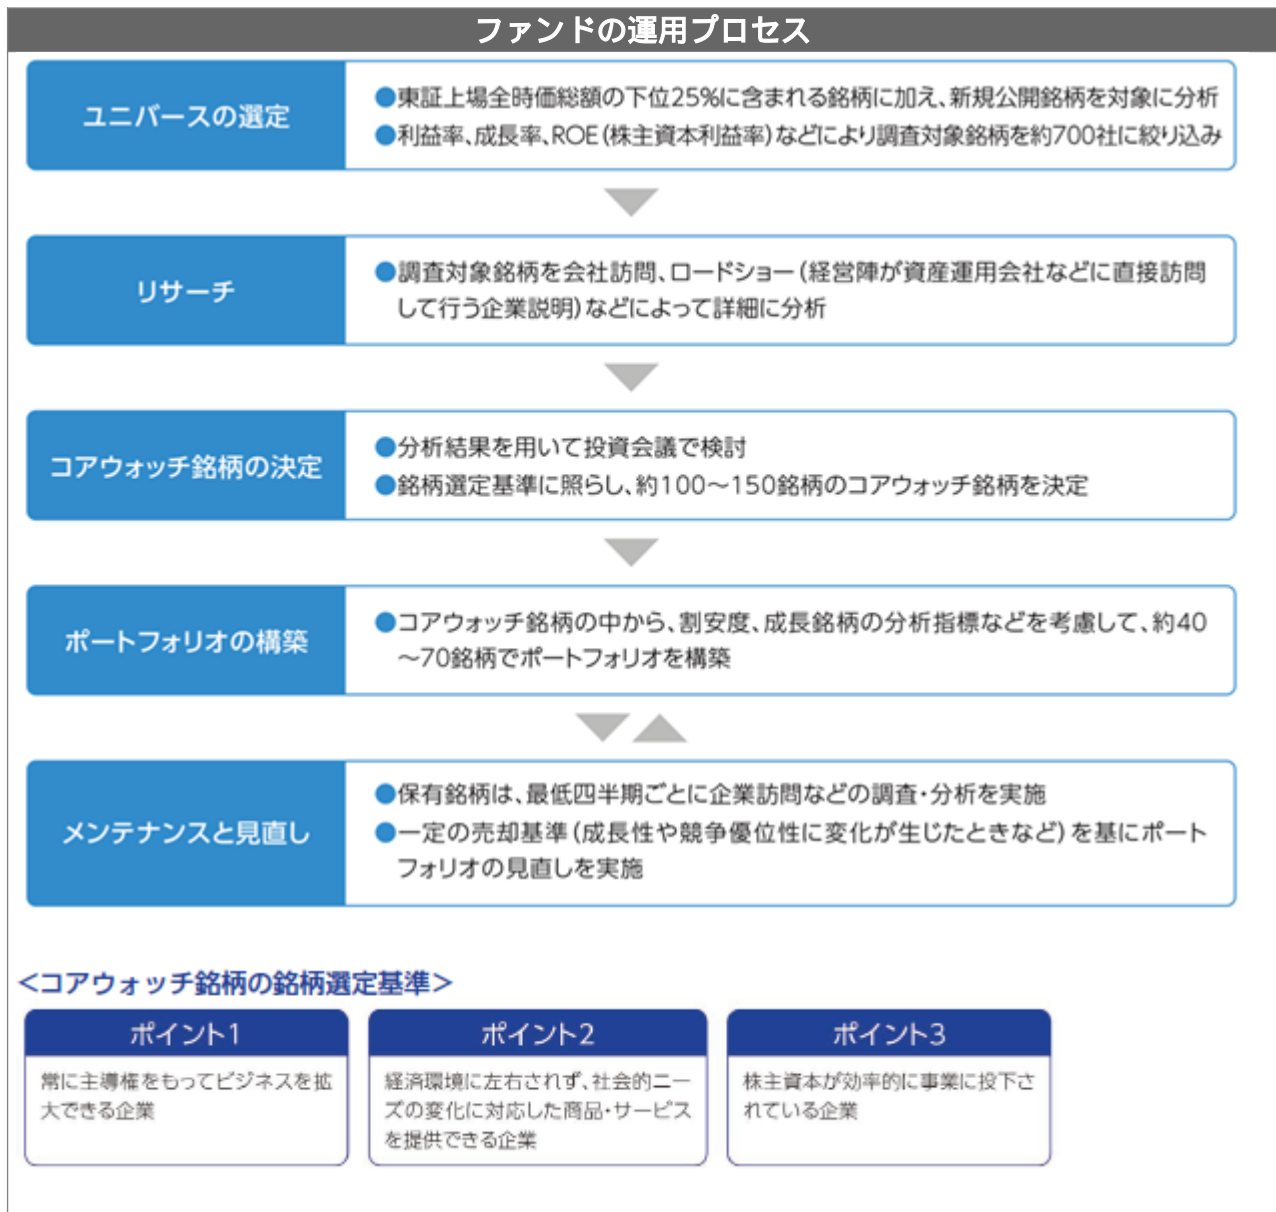 ファンドの運用プロセス
ユニバースの選定
●東証上場全時価総額の下位25%に含まれる銘柄に加え、新規公開銘柄を対象に分析
●利益率、成長率、ROE(株主資本利益率)などにより調査対象銘柄を約700社に絞り込み
リサーチ
●調査対象銘柄を会社訪問、ロードショー(経営陣が資産運用会社などに直接訪問
して行う企業説明)などによって詳細に分析
コアウォッチ銘柄の決定
●分析結果を用いて投資会議で検討
●銘柄選定基準に照らし、約100〜150銘柄のコアウォッチ銘柄を決定
ポートフォリオの構築
●コアウォッチ銘柄の中から、割安度、成長銘柄の分析指標などを考慮して、約40
〜70銘柄でポートフォリオを構築
メンテナンスと見直し
●保有銘柄は、最低四半期ごとに企業訪問などの調査・分析を実施
●一定の売却基準(成長性や競争優位性に変化が生じたときなど)を基にポート
フォリオの見直しを実施
<コアウォッチ銘柄の銘柄選定基準>
ポイント1
常に主導権をもってビジネスを拡
大できる企業
ポイント2
経済環境に左右されず、社会的ニー
ズの変化に対応した商品・サービス
を提供できる企業
ポイント3
株主資本が効率的に事業に投下さ
れている企業